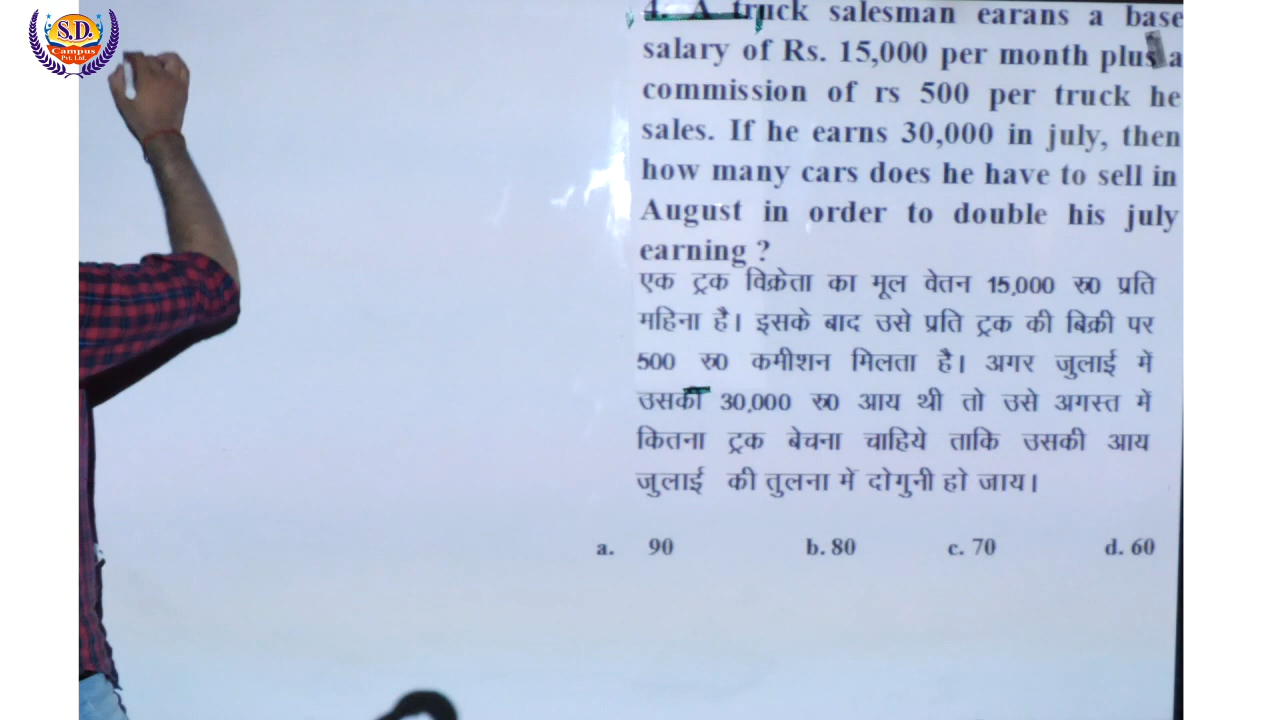 S.D.
Campus
Pvt. Ltd.
4. A truck salesman earans a base
salary of Rs. 15,000 per month plus a
commission of rs 500 per truck he
sales. If he earns 30,000 in july, then
how many cars does he have to sell in
August in order to double his july
earning ?
एक ट्रक विक्रेता का मूल वेतन 15,000 रु0 प्रति
महिना है। इसके बाद उसे प्रति ट्रक की बिक्री पर
500 रु0 कमीशन मिलता है। अगर जुलाई में
उसकी 30,000 रु0 आय थी तो उसे अगस्त में
कितना ट्रक बेचना चाहिये ताकि उसकी आय
जुलाई की तुलना में दोगुनी हो जाय।
a. 90 b. 80 c. 70 d. 60